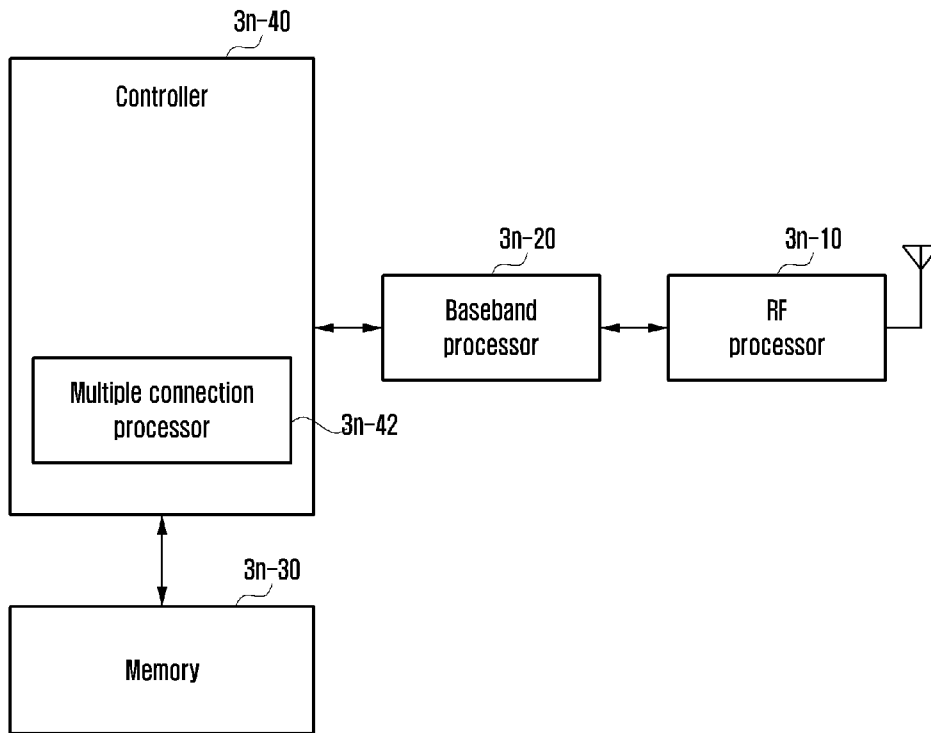 3n-40
Controller
3n-20
3n-10
Baseband
processor
RF
processor
Multiple connection
processor
3n-42
3n-30
Memory